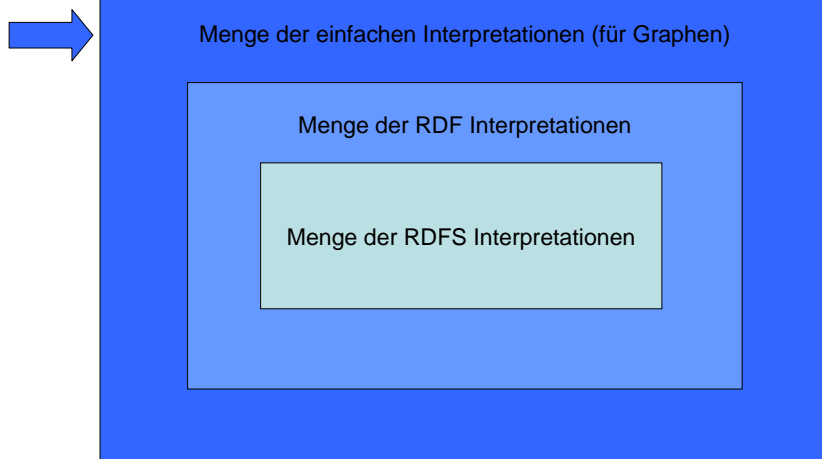 Menge der einfachen Interpretationen (für Graphen)
Menge der RDF Interpretationen
Menge der RDFS Interpretationen